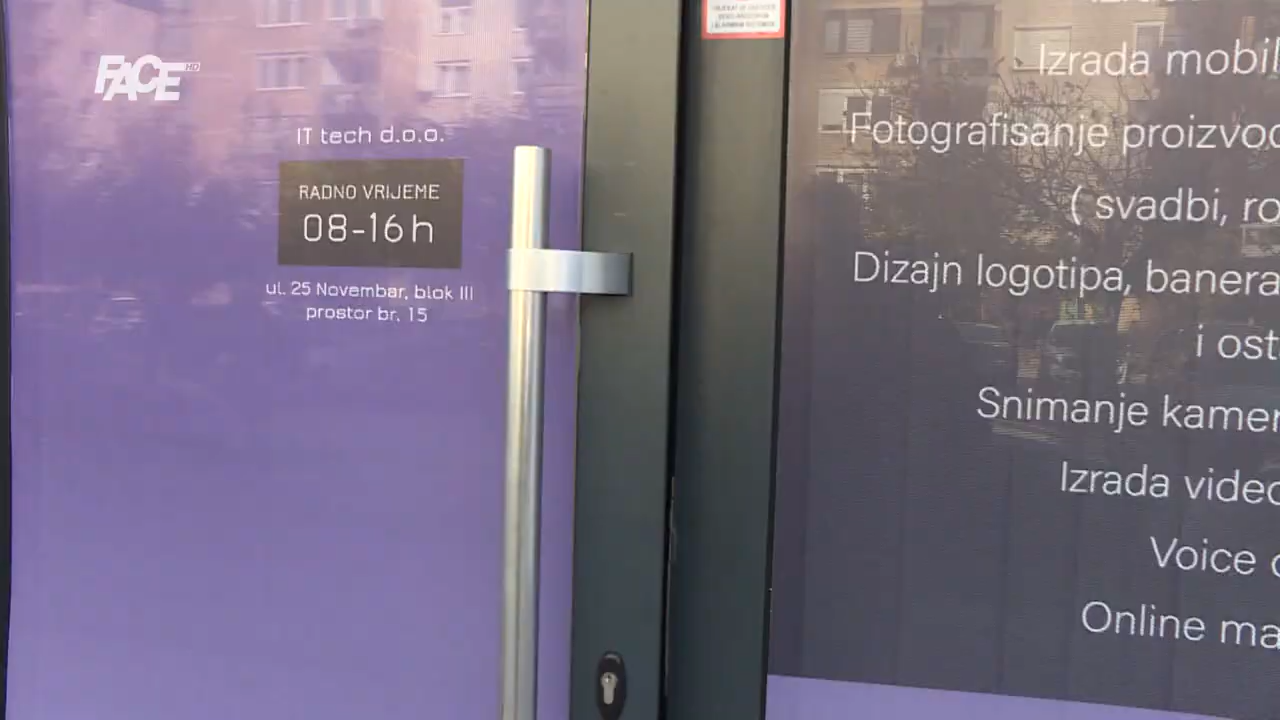 FACE HD
IT tech d.o.o.
RADNO VRIJEME
08-16h
ul. 25 Novembar, blok III
prostor br. 15
Izrada mobil
Fotografisanje proizvod
( svadbi, ro
Dizajn logotipa, banera
i ost
Snimanje kamer
Izrada video
Voice
Online ma